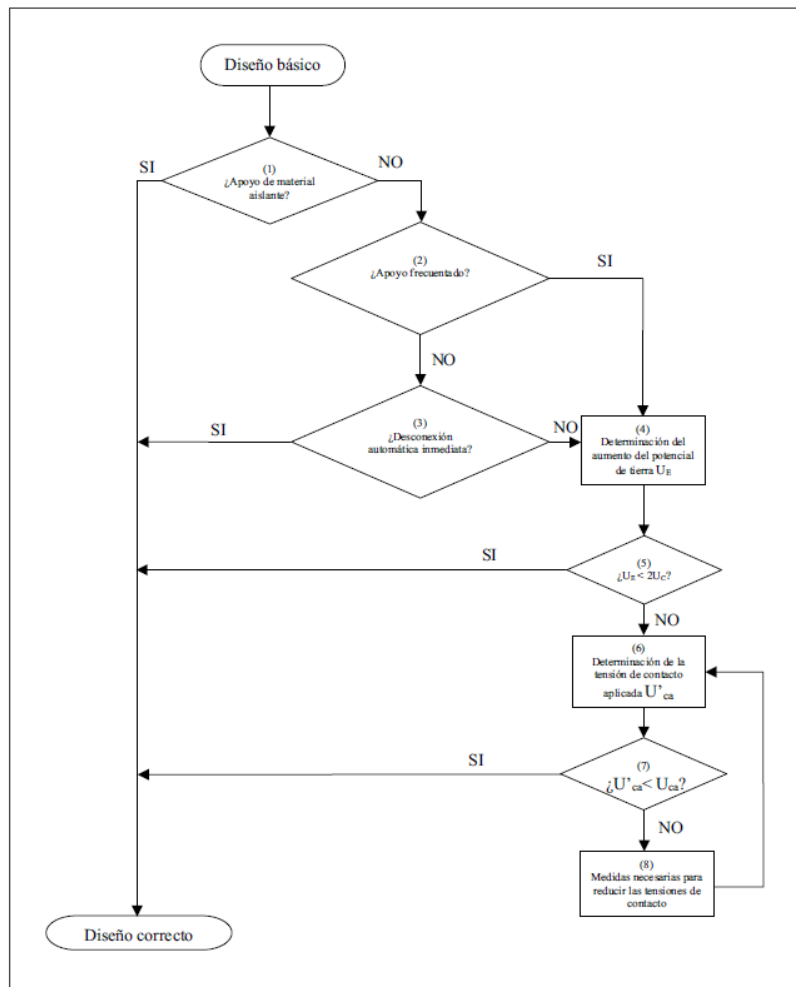 Diseño básico
SI
NO
(1)
¿Apoyo de material
aislante?
(2)
¿Apoyo frecuentado?
SI
NO
(3)
¿Desconexión
automática inmediata?
SI
NO
(4)
Determinación del
aumento del potencial
de tierra UE
SI
(5)
¿UE < 2UC?
NO
(6)
Determinación de la
tensión de contacto
aplicada U'ca
SI
(7)
¿U'ca< Uca?
NO
(8)
Medidas necesarias para
reducir las tensiones de
contacto
Diseño correcto